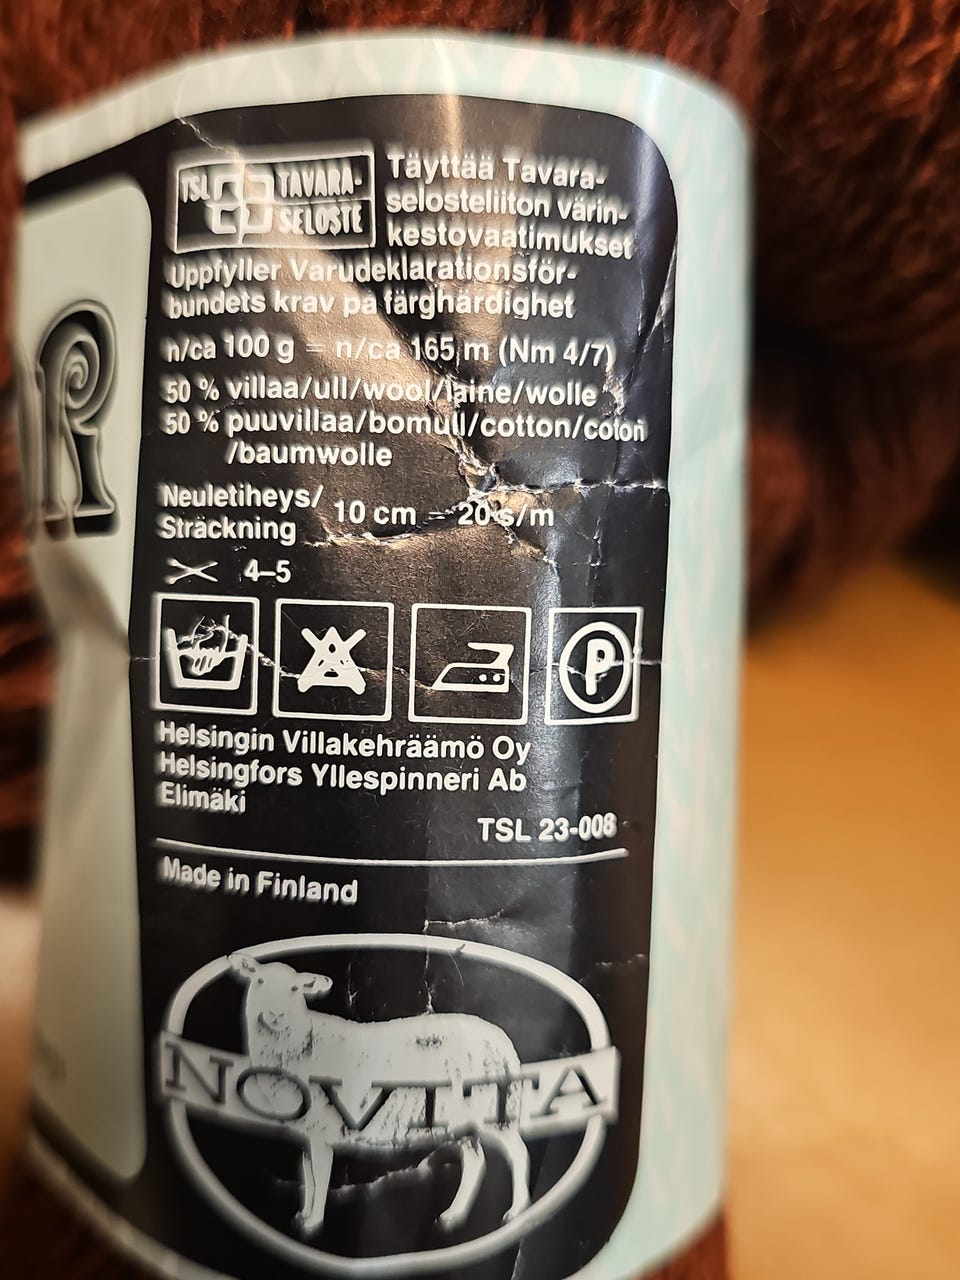 TSL TAVARA-
SELOSTE
Täyttää Tavara-
selosteliiton värin-
kestovaatimukset
Uppfyller Varudeklarationsför-
bundets krav på färghärdighet
n/ca 100 g = n/ca 165 m (Nm 4/7)
50 % villaa/ull/wool/laine/wolle
50 % puuvillaa/bomull/cotton/coton
/baumwolle
Neuletiheys/
Sträckning
10 cm = 20 s/m
4–5
P
Helsingin Villakehräämö Oy
Helsingfors Yllespinneri Ab
Elimäki
TSL 23-008
Made in Finland
NOVITA
R